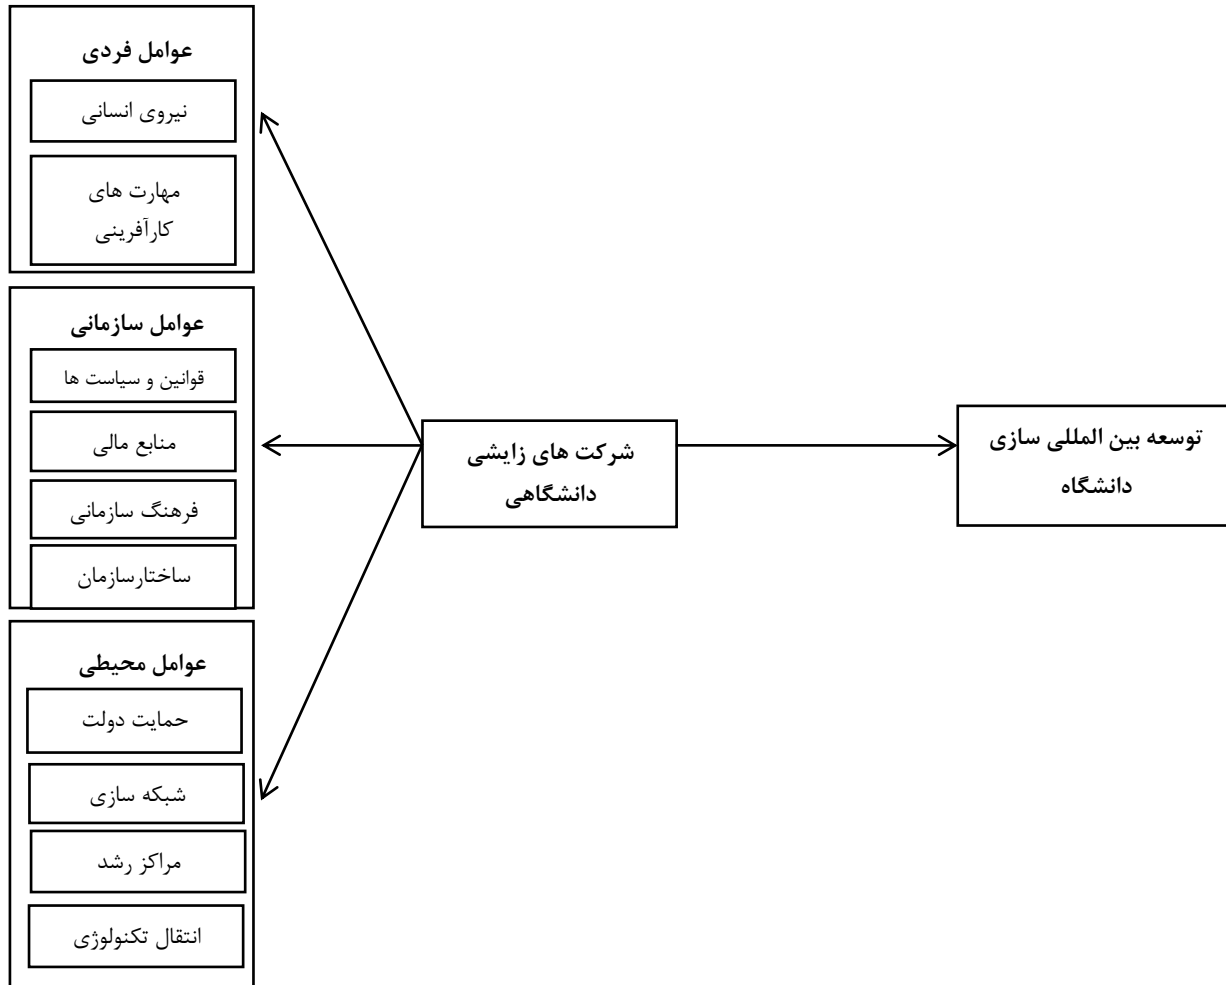 عوامل فردی
نیروی انسانی
مهارت های
کارآفرینی
عوامل سازمانی
قوانین و سیاست ها
منابع مالی
فرهنگ سازمانی
ساختارسازمان
عوامل محیطی
حمایت دولت
شبکه سازی
مراکز رشد
انتقال تکنولوژی
شرکت های زایشی
دانشگاهی
توسعه بین المللی سازی
دانشگاه